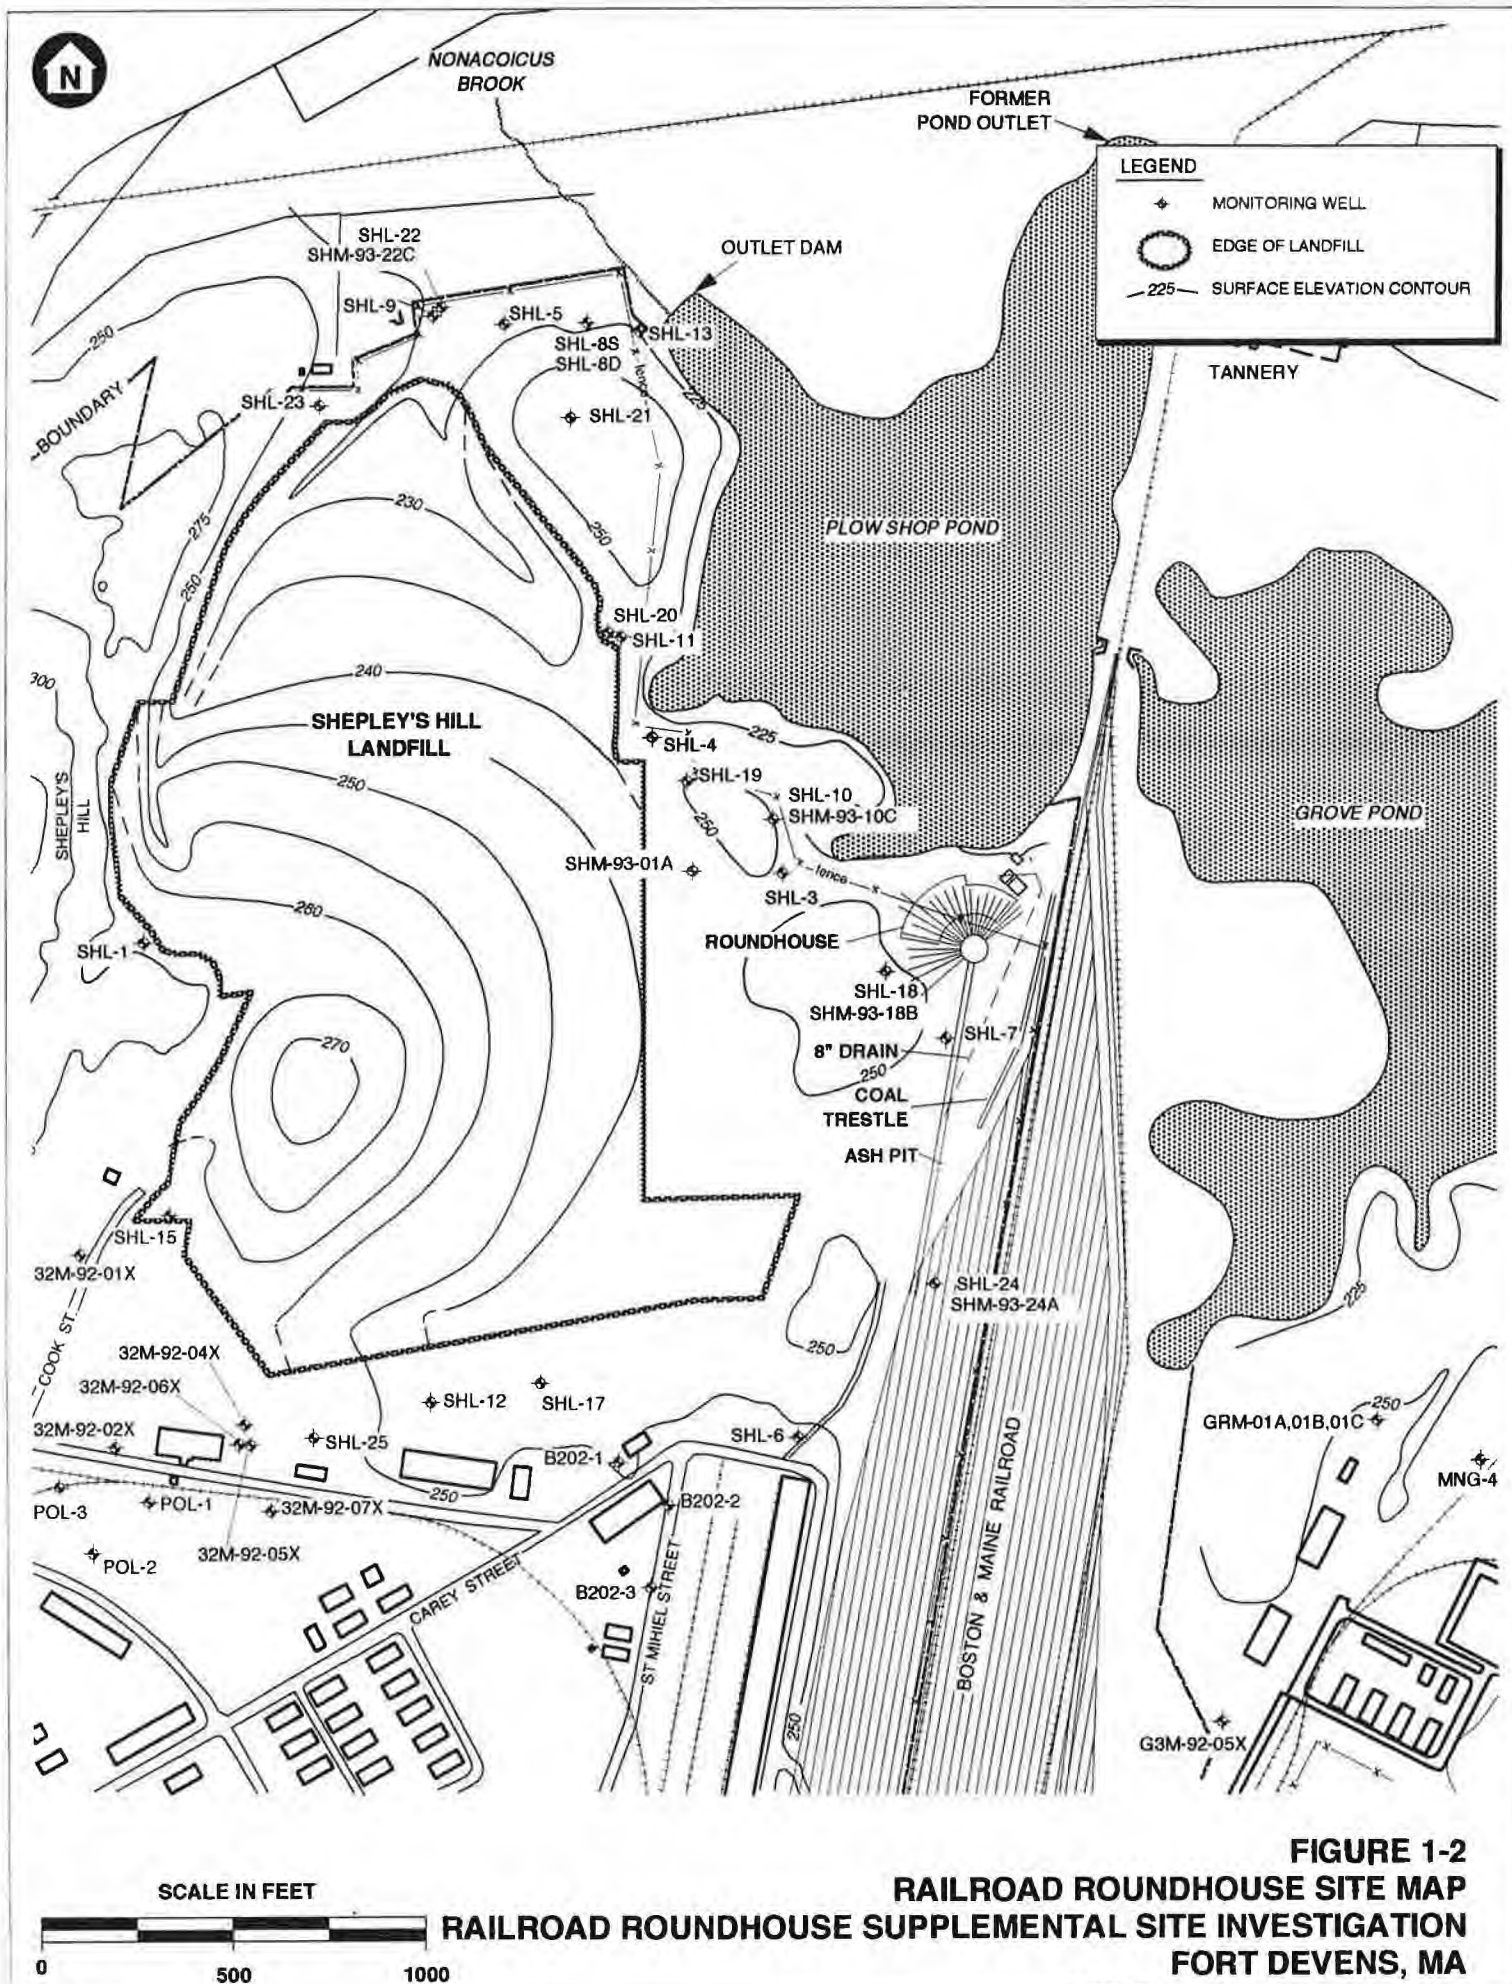 N
NONACOICUS
BROOK
FORMER
POND OUTLET
LEGEND
MONITORING WELL
EDGE OF LANDFILL
225 SURFACE ELEVATION CONTOUR
SHL-22
SHM-93-22C
OUTLET DAM
SHL-9
SHL-5
SHL-8S
SHL-8D
SHL-13
250
fence
225
TANNERY
BOUNDARY
SHL-23
SHL-21
230
275
250
250
PLOW SHOP POND
SHL-20
SHL-11
300
240
SHEPLEY'S HILL
LANDFILL
SHL-4
225
SHEPLEY'S
HILL
250
SHL-19
SHL-10
SHM-93-10C
250
GROVE POND
SHM-93-01A
fence
SHL-3
260
ROUNDHOUSE
SHL-1
SHL-18
SHM-93-18B
270
SHL-7
8" DRAIN
250
COAL
TRESTLE
ASH PIT
SHL-15
32M-92-01X
SHL-24
SHM-93-24A
225
250
COOK ST.
32M-92-04X
32M-92-06X
32M-92-02X
SHL-12
SHL-17
250
GRM-01A,01B,01C
SHL-25
SHL-6
B202-1
MNG-4
250
POL-3
POL-1
32M-92-07X
B202-2
32M-92-05X
POL-2
CAREY STREET
B202-3
ST MIHIEL STREET
BOSTON & MAINE RAILROAD
250
G3M-92-05X
FIGURE 1-2
RAILROAD ROUNDHOUSE SITE MAP
RAILROAD ROUNDHOUSE SUPPLEMENTAL SITE INVESTIGATION
FORT DEVENS, MA
SCALE IN FEET
0 500 1000